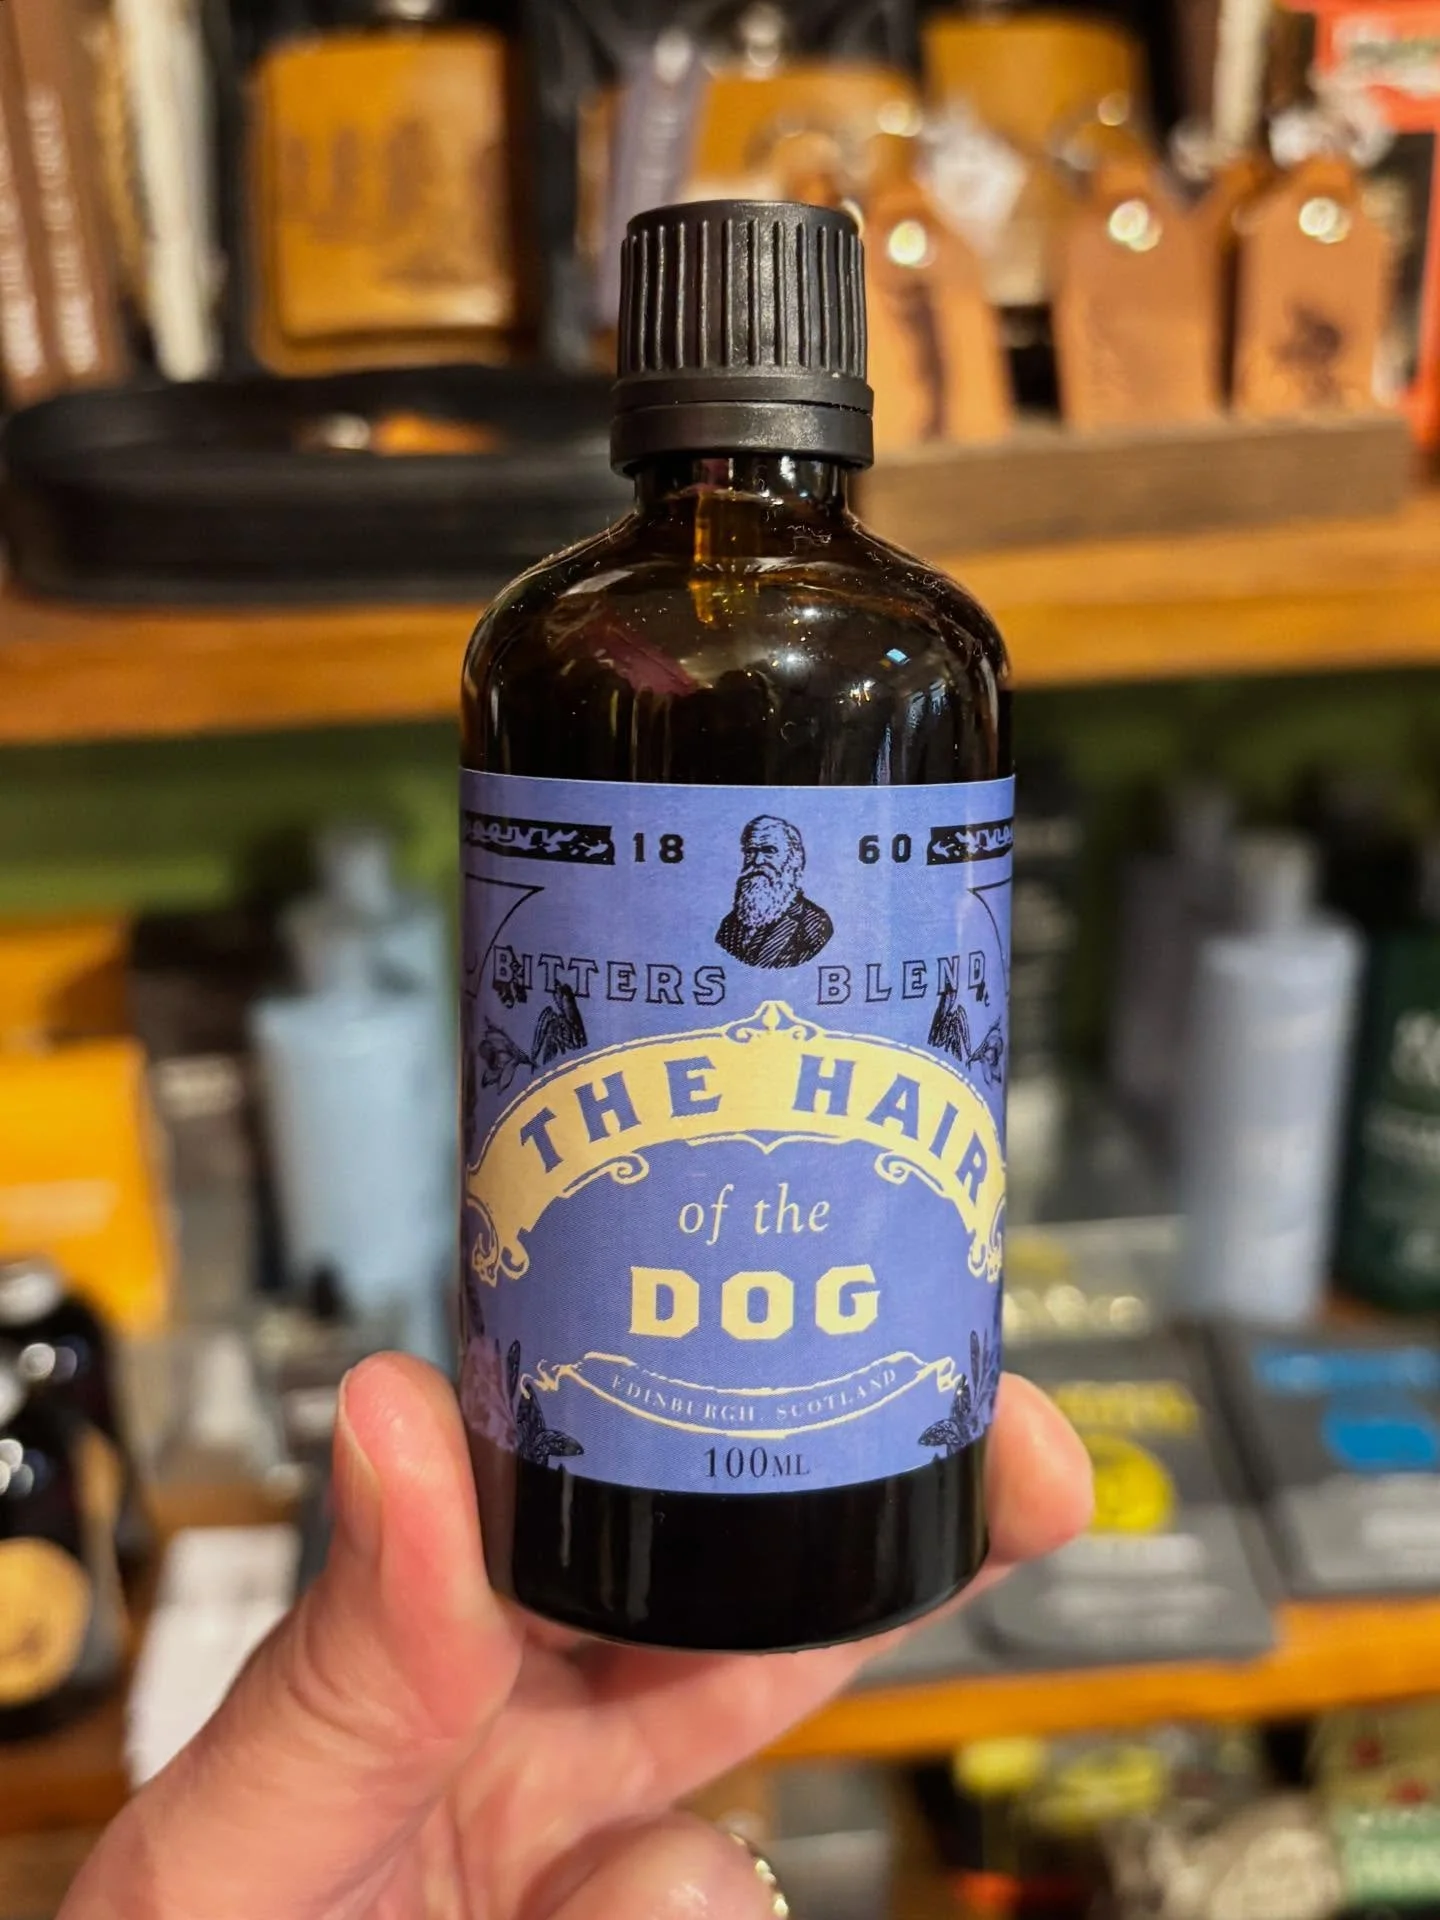 18 60
BITTERS BLEND
THE HAIR
of the
DOG
EDINBURGH, SCOTLAND
100ML